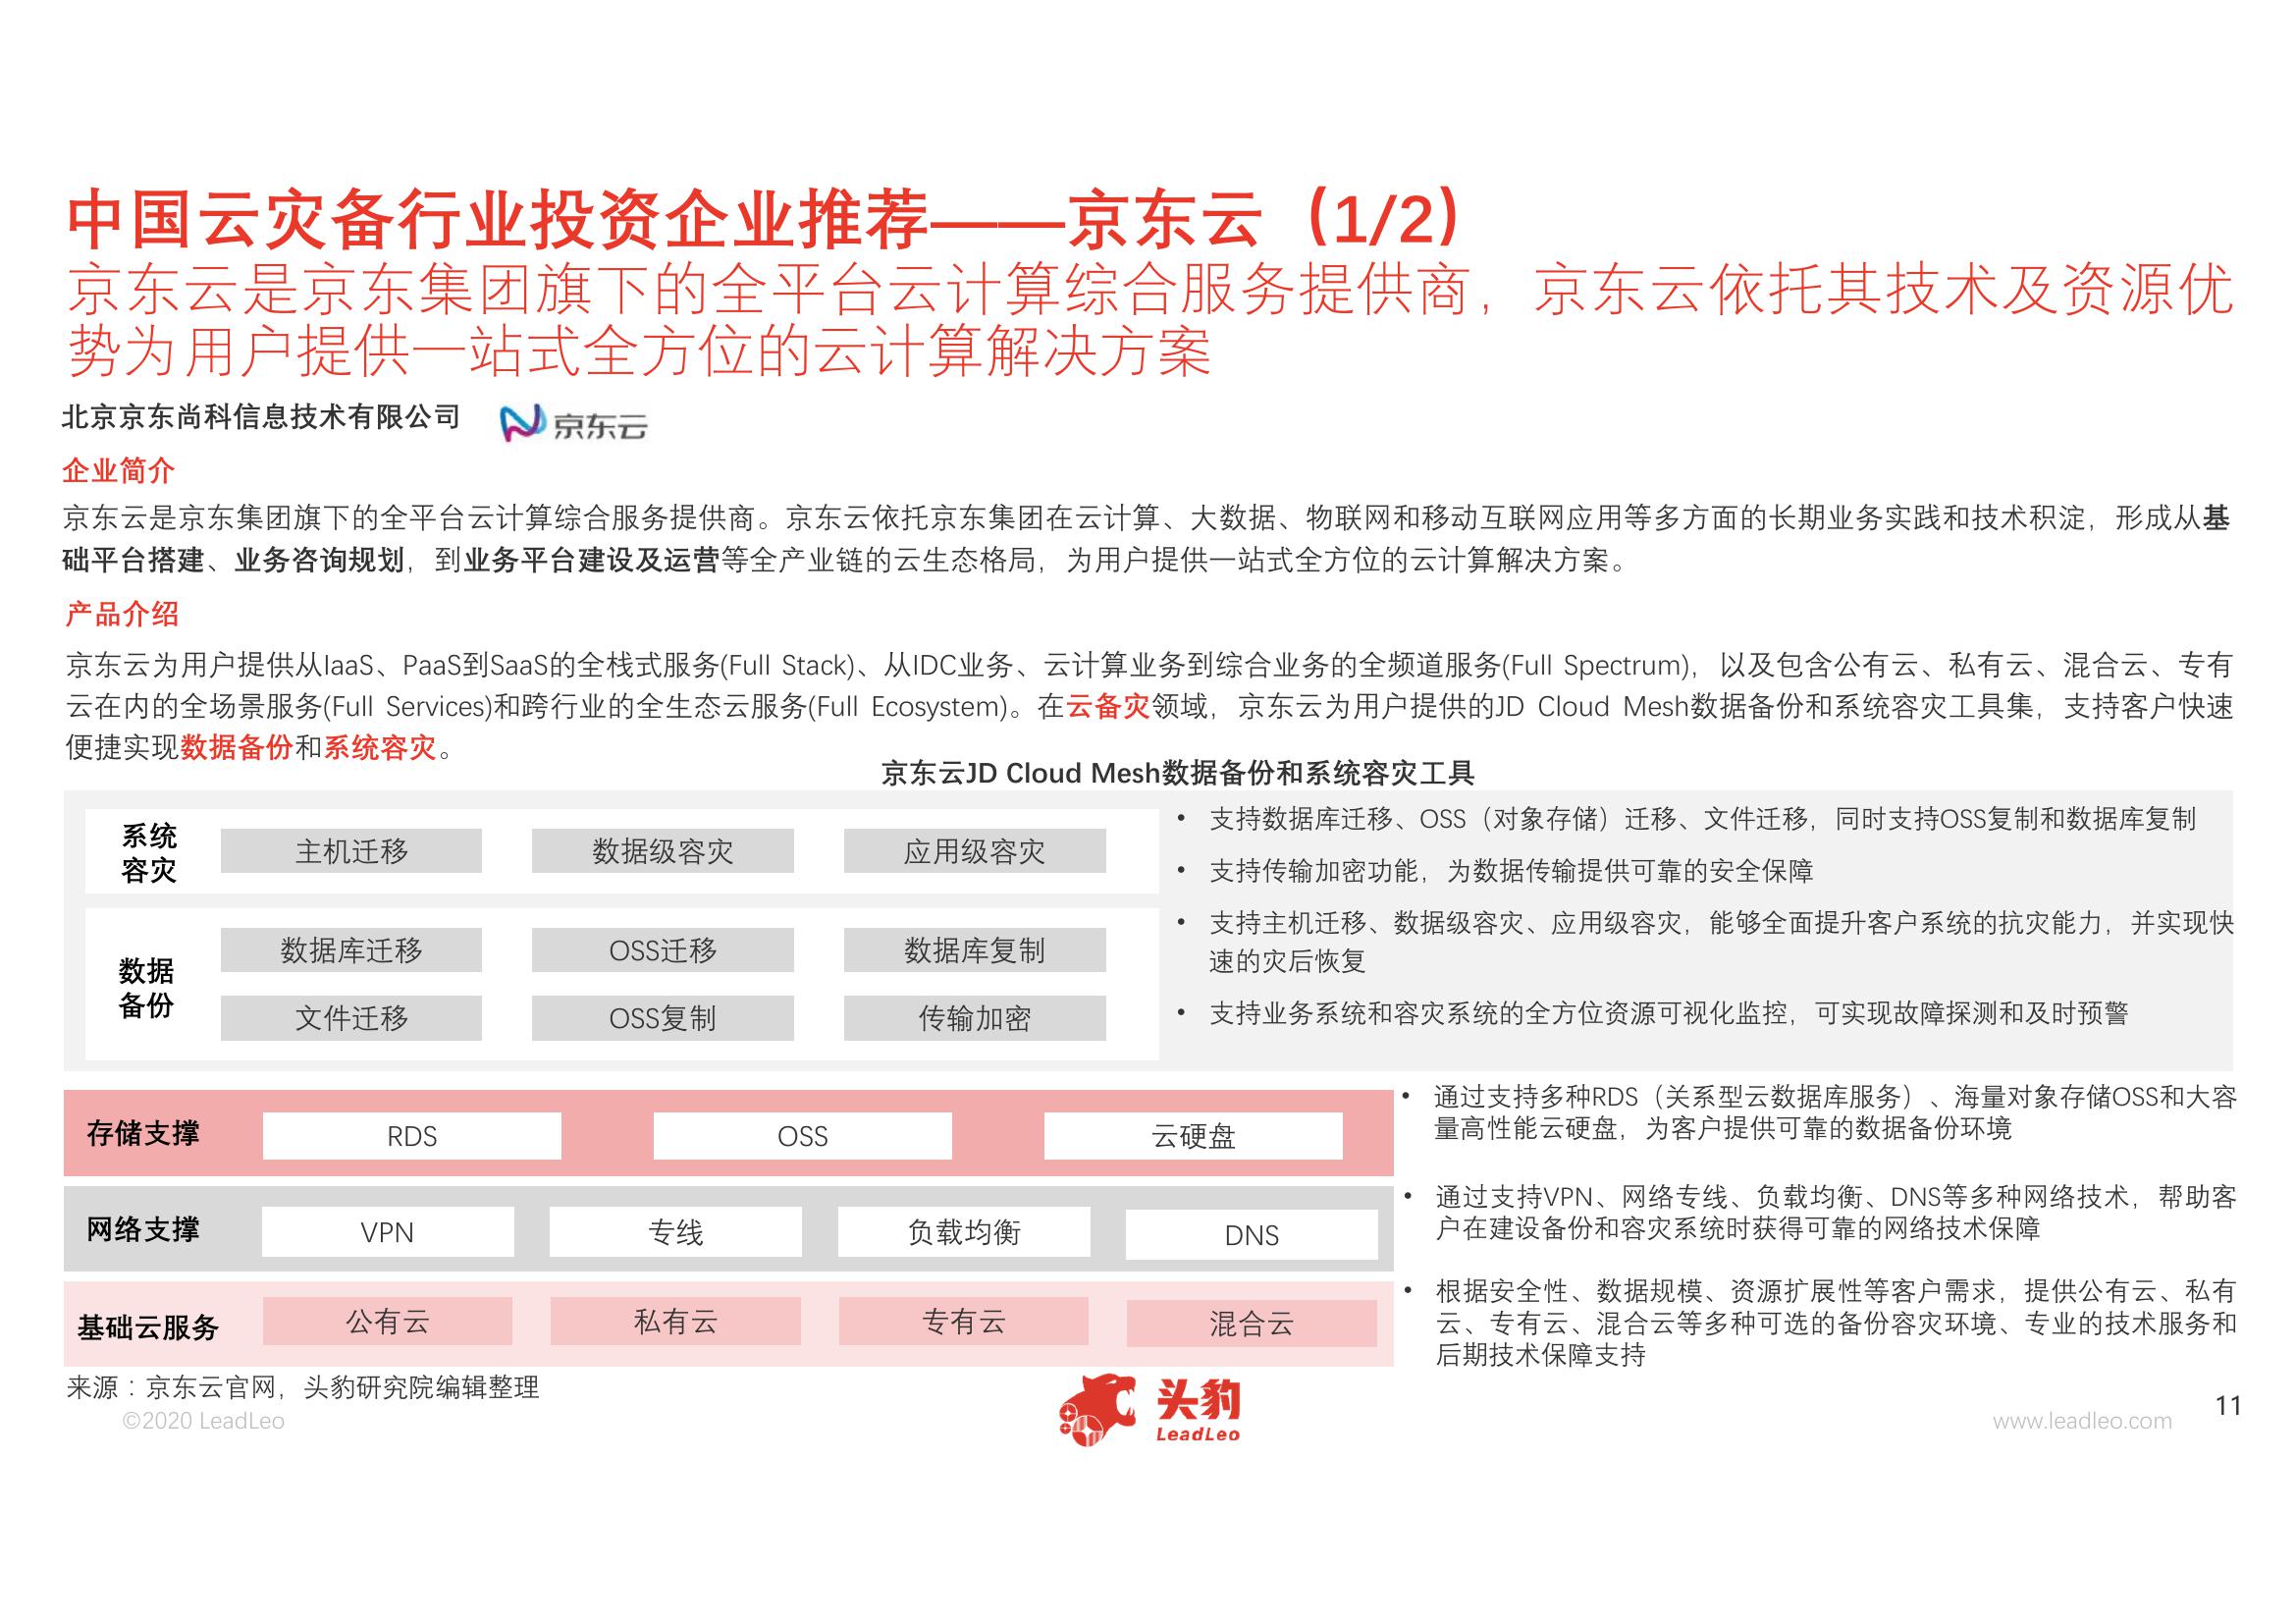 中国云灾备行业投资企业推荐——京东云（1/2）
京东云是京东集团旗下的全平台云计算综合服务提供商，京东云依托其技术及资源优
势为用户提供一站式全方位的云计算解决方案
北京京东尚科信息技术有限公司
京东云
企业简介
京东云是京东集团旗下的全平台云计算综合服务提供商。京东云依托京东集团在云计算、大数据、物联网和移动互联网应用等多方面的长期业务实践和技术积淀，形成从基
础平台搭建、业务咨询规划，到业务平台建设及运营等全产业链的云生态格局，为用户提供一站式全方位的云计算解决方案。
产品介绍
京东云为用户提供从IaaS、PaaS到SaaS的全栈式服务(Full Stack)、从IDC业务、云计算业务到综合业务的全频道服务(Full Spectrum)，以及包含公有云、私有云、混合云、专有
云在内的全场景服务(Full Services)和跨行业的全生态云服务(Full Ecosystem)。在云备灾领域，京东云为用户提供的JD Cloud Mesh数据备份和系统容灾工具集，支持客户快速
便捷实现数据备份和系统容灾。
京东云JD Cloud Mesh数据备份和系统容灾工具
系统
容灾
主机迁移
数据级容灾
应用级容灾
数据
备份
数据库迁移
OSS迁移
数据库复制
文件迁移
OSS复制
传输加密
• 支持数据库迁移、OSS（对象存储）迁移、文件迁移，同时支持OSS复制和数据库复制
• 支持传输加密功能，为数据传输提供可靠的安全保障
• 支持主机迁移、数据级容灾、应用级容灾，能够全面提升客户系统的抗灾能力，并实现快
速的灾后恢复
• 支持业务系统和容灾系统的全方位资源可视化监控，可实现故障探测和及时预警
存储支撑
RDS
OSS
云硬盘
• 通过支持多种RDS（关系型云数据库服务）、海量对象存储OSS和大容
量高性能云硬盘，为客户提供可靠的数据备份环境
网络支撑
VPN
专线
负载均衡
DNS
• 通过支持VPN、网络专线、负载均衡、DNS等多种网络技术，帮助客
户在建设备份和容灾系统时获得可靠的网络技术保障
基础云服务
公有云
私有云
专有云
混合云
• 根据安全性、数据规模、资源扩展性等客户需求，提供公有云、私有
云、专有云、混合云等多种可选的备份容灾环境、专业的技术服务和
后期技术保障支持
来源：京东云官网，头豹研究院编辑整理
©2020 LeadLeo
头豹
LeadLeo
www.leadleo.com
11